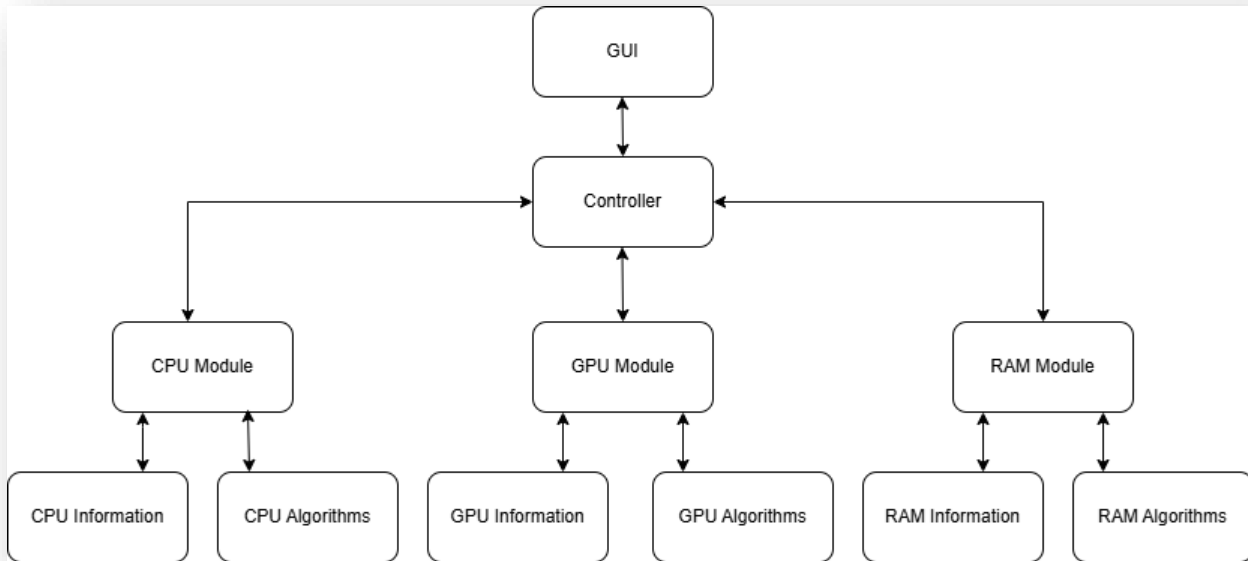 GUI
Controller
CPU Module
GPU Module
RAM Module
CPU Information
CPU Algorithms
GPU Information
GPU Algorithms
RAM Information
RAM Algorithms